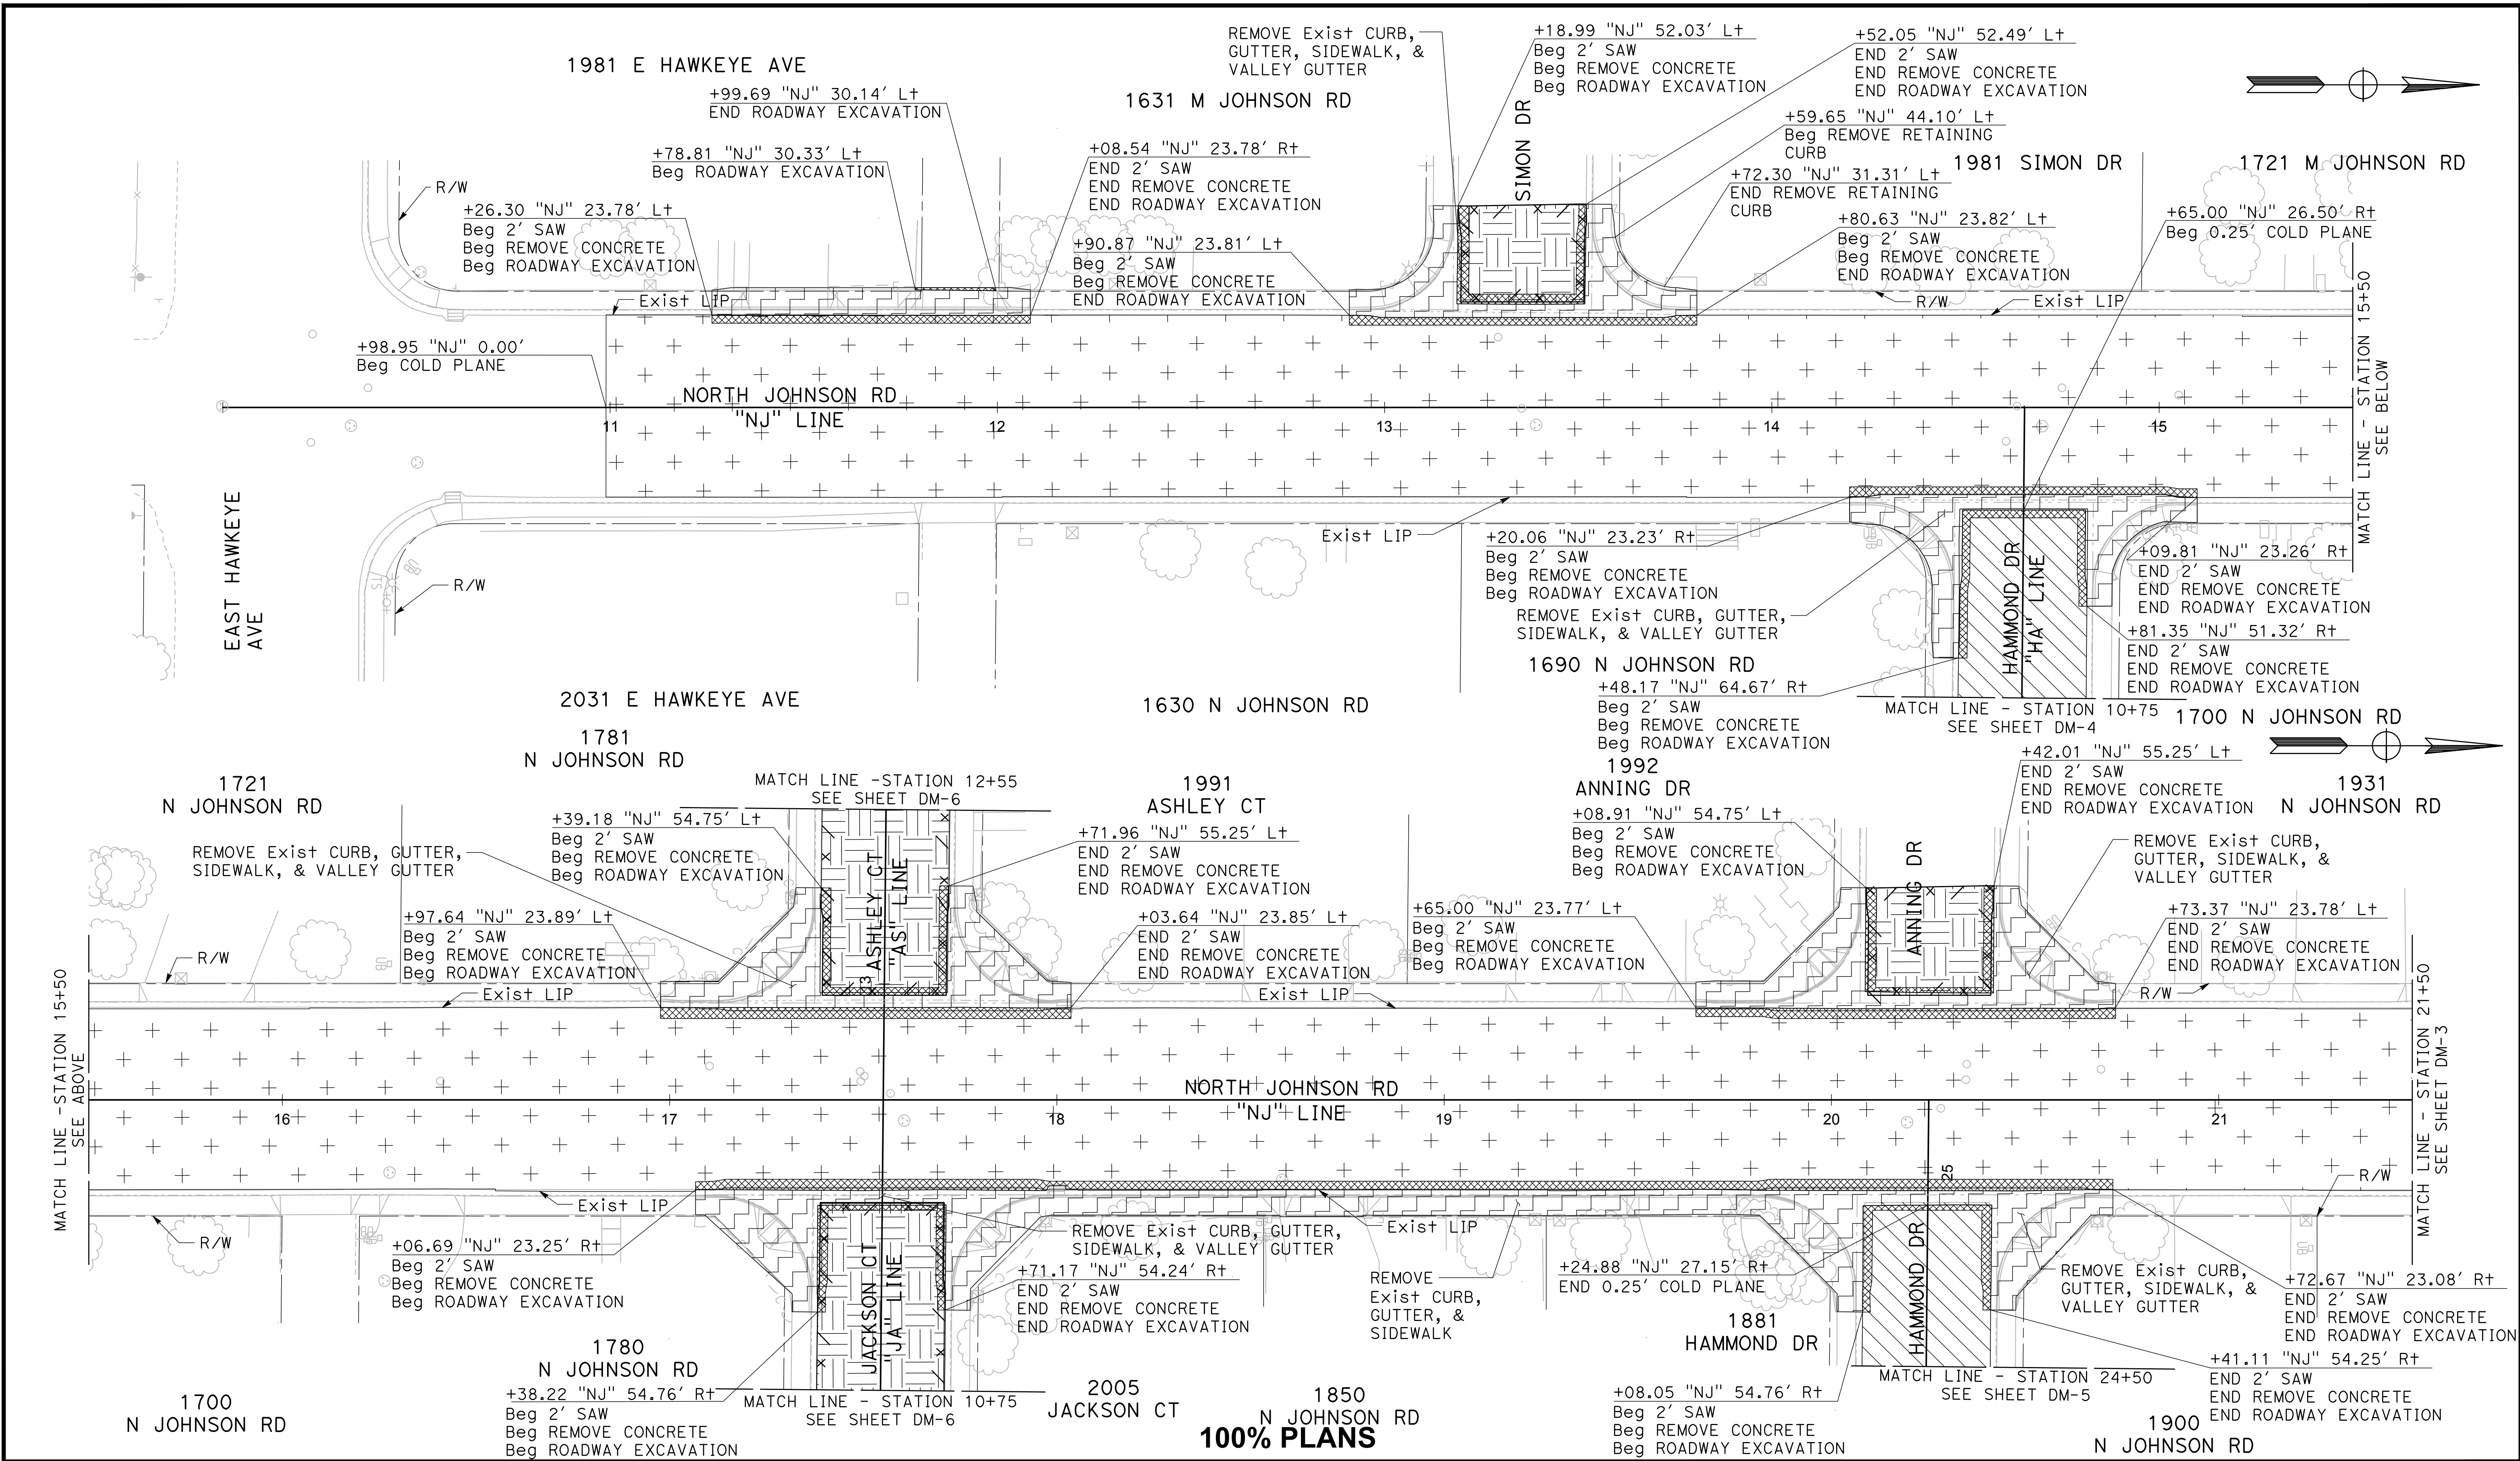 1981 E HAWKEYE AVE
REMOVE Exist CURB,
GUTTER, SIDEWALK, &
VALLEY GUTTER
+18.99 "NJ" 52.03' Lt
Beg 2' SAW
Beg REMOVE CONCRETE
Beg ROADWAY EXCAVATION
+52.05 "NJ" 52.49' Lt
END 2' SAW
END REMOVE CONCRETE
END ROADWAY EXCAVATION
+99.69 "NJ" 30.14' Lt
END ROADWAY EXCAVATION
1631 M JOHNSON RD
SIMON DR
+59.65 "NJ" 44.10' Lt
Beg REMOVE RETAINING
CURB
+78.81 "NJ" 30.33' Lt
Beg ROADWAY EXCAVATION
+08.54 "NJ" 23.78' Rt
END 2' SAW
END REMOVE CONCRETE
END ROADWAY EXCAVATION
1981 SIMON DR
1721 M JOHNSON RD
+72.30 "NJ" 31.31' Lt
END REMOVE RETAINING
CURB
R/W
+26.30 "NJ" 23.78' Lt
Beg 2' SAW
Beg REMOVE CONCRETE
Beg ROADWAY EXCAVATION
+90.87 "NJ" 23.81' Lt
Beg 2' SAW
Beg REMOVE CONCRETE
END ROADWAY EXCAVATION
+80.63 "NJ" 23.82' Lt
Beg 2' SAW
Beg REMOVE CONCRETE
END ROADWAY EXCAVATION
+65.00 "NJ" 26.50' Rt
Beg 0.25' COLD PLANE
Exist LIP
R/W
Exist LIP
+98.95 "NJ" 0.00'
Beg COLD PLANE
NORTH JOHNSON RD
"NJ" LINE
11
12
13
14
15
MATCH LINE - STATION 15+50
SEE BELOW
EAST HAWKEYE
AVE
TS
R/W
Exist LIP
+20.06 "NJ" 23.23' Rt
Beg 2' SAW
Beg REMOVE CONCRETE
Beg ROADWAY EXCAVATION
REMOVE Exist CURB, GUTTER,
SIDEWALK, & VALLEY GUTTER
HAMMOND DR
"HA" LINE
+09.81 "NJ" 23.26' Rt
END 2' SAW
END REMOVE CONCRETE
END ROADWAY EXCAVATION
+81.35 "NJ" 51.32' Rt
END 2' SAW
END REMOVE CONCRETE
END ROADWAY EXCAVATION
1690 N JOHNSON RD
+48.17 "NJ" 64.67' Rt
Beg 2' SAW
Beg REMOVE CONCRETE
Beg ROADWAY EXCAVATION
2031 E HAWKEYE AVE
1630 N JOHNSON RD
MATCH LINE - STATION 10+75
SEE SHEET DM-4
1700 N JOHNSON RD
1721
N JOHNSON RD
1781
N JOHNSON RD
MATCH LINE -STATION 12+55
SEE SHEET DM-6
1991
ASHLEY CT
1992
ANNING DR
+42.01 "NJ" 55.25' Lt
END 2' SAW
END REMOVE CONCRETE
END ROADWAY EXCAVATION
1931
N JOHNSON RD
REMOVE Exist CURB, GUTTER,
SIDEWALK, & VALLEY GUTTER
+39.18 "NJ" 54.75' Lt
Beg 2' SAW
Beg REMOVE CONCRETE
Beg ROADWAY EXCAVATION
+71.96 "NJ" 55.25' Lt
END 2' SAW
END REMOVE CONCRETE
END ROADWAY EXCAVATION
+08.91 "NJ" 54.75' Lt
Beg 2' SAW
Beg REMOVE CONCRETE
Beg ROADWAY EXCAVATION
REMOVE Exist CURB,
GUTTER, SIDEWALK, &
VALLEY GUTTER
+97.64 "NJ" 23.89' Lt
Beg 2' SAW
Beg REMOVE CONCRETE
Beg ROADWAY EXCAVATION
ASHLEY CT
"AS" LINE
13
+03.64 "NJ" 23.85' Lt
END 2' SAW
END REMOVE CONCRETE
END ROADWAY EXCAVATION
+65.00 "NJ" 23.77' Lt
Beg 2' SAW
Beg REMOVE CONCRETE
Beg ROADWAY EXCAVATION
ANNING DR
+73.37 "NJ" 23.78' Lt
END 2' SAW
END REMOVE CONCRETE
END ROADWAY EXCAVATION
R/W
Exist LIP
Exist LIP
R/W
MATCH LINE -STATION 15+50
SEE ABOVE
NORTH JOHNSON RD
"NJ" LINE
16
17
18
19
20
21
MATCH LINE - STATION 21+50
SEE SHEET DM-3
R/W
Exist LIP
+06.69 "NJ" 23.25' Rt
Beg 2' SAW
Beg REMOVE CONCRETE
Beg ROADWAY EXCAVATION
JACKSON CT
"JA" LINE
REMOVE Exist CURB, GUTTER,
SIDEWALK, & VALLEY GUTTER
+71.17 "NJ" 54.24' Rt
END 2' SAW
END REMOVE CONCRETE
END ROADWAY EXCAVATION
Exist LIP
REMOVE
Exist CURB,
GUTTER, &
SIDEWALK
+24.88 "NJ" 27.15' Rt
END 0.25' COLD PLANE
25
HAMMOND DR
R/W
REMOVE Exist CURB,
GUTTER, SIDEWALK, &
VALLEY GUTTER
+72.67 "NJ" 23.08' Rt
END 2' SAW
END REMOVE CONCRETE
END ROADWAY EXCAVATION
1780
N JOHNSON RD
1881
HAMMOND DR
1700
N JOHNSON RD
+38.22 "NJ" 54.76' Rt
Beg 2' SAW
Beg REMOVE CONCRETE
Beg ROADWAY EXCAVATION
MATCH LINE - STATION 10+75
SEE SHEET DM-6
2005
JACKSON CT
1850
N JOHNSON RD
+08.05 "NJ" 54.76' Rt
Beg 2' SAW
Beg REMOVE CONCRETE
Beg ROADWAY EXCAVATION
MATCH LINE - STATION 24+50
SEE SHEET DM-5
+41.11 "NJ" 54.25' Rt
END 2' SAW
END REMOVE CONCRETE
END ROADWAY EXCAVATION
1900
N JOHNSON RD
100% PLANS